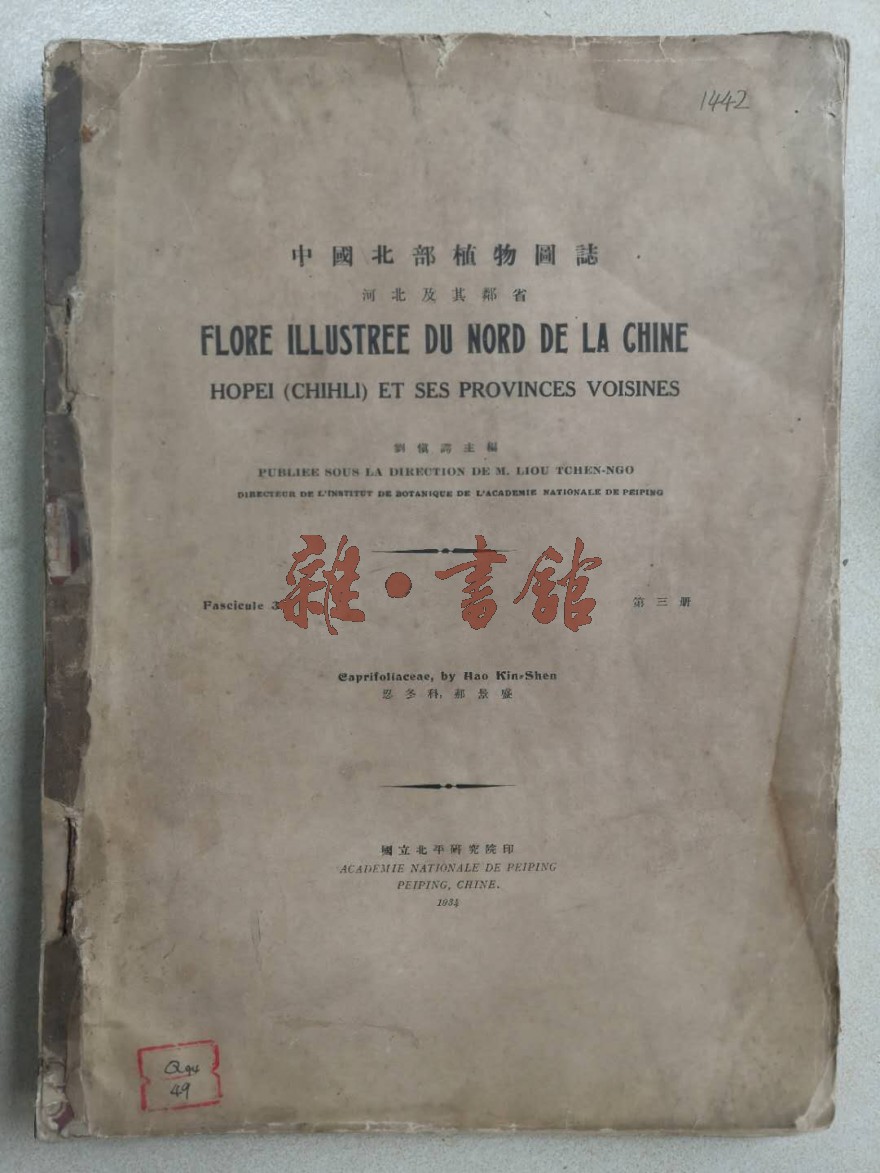 1442
中國北部植物圖誌
河北及其鄰省
FLORE ILLUSTREE DU NORD DE LA CHINE
HOPEI (CHIHLI) ET SES PROVINCES VOISINES
劉慎諤主編
PUBLIEE SOUS LA DIRECTION DE M. LIOU TCHEN-NGO
DIRECTEUR DE L'INSTITUT DE BOTANIQUE DE L'ACADEMIE NATIONALE DE PEIPING
雜·書館
Fascicule 3 第三册
Caprifoliaceae, by Hao Kin-Shen
忍冬科，郝景盛
國立北平研究院印
ACADEMIE NATIONALE DE PEIPING
PEIPING, CHINE.
1934
Q94
49